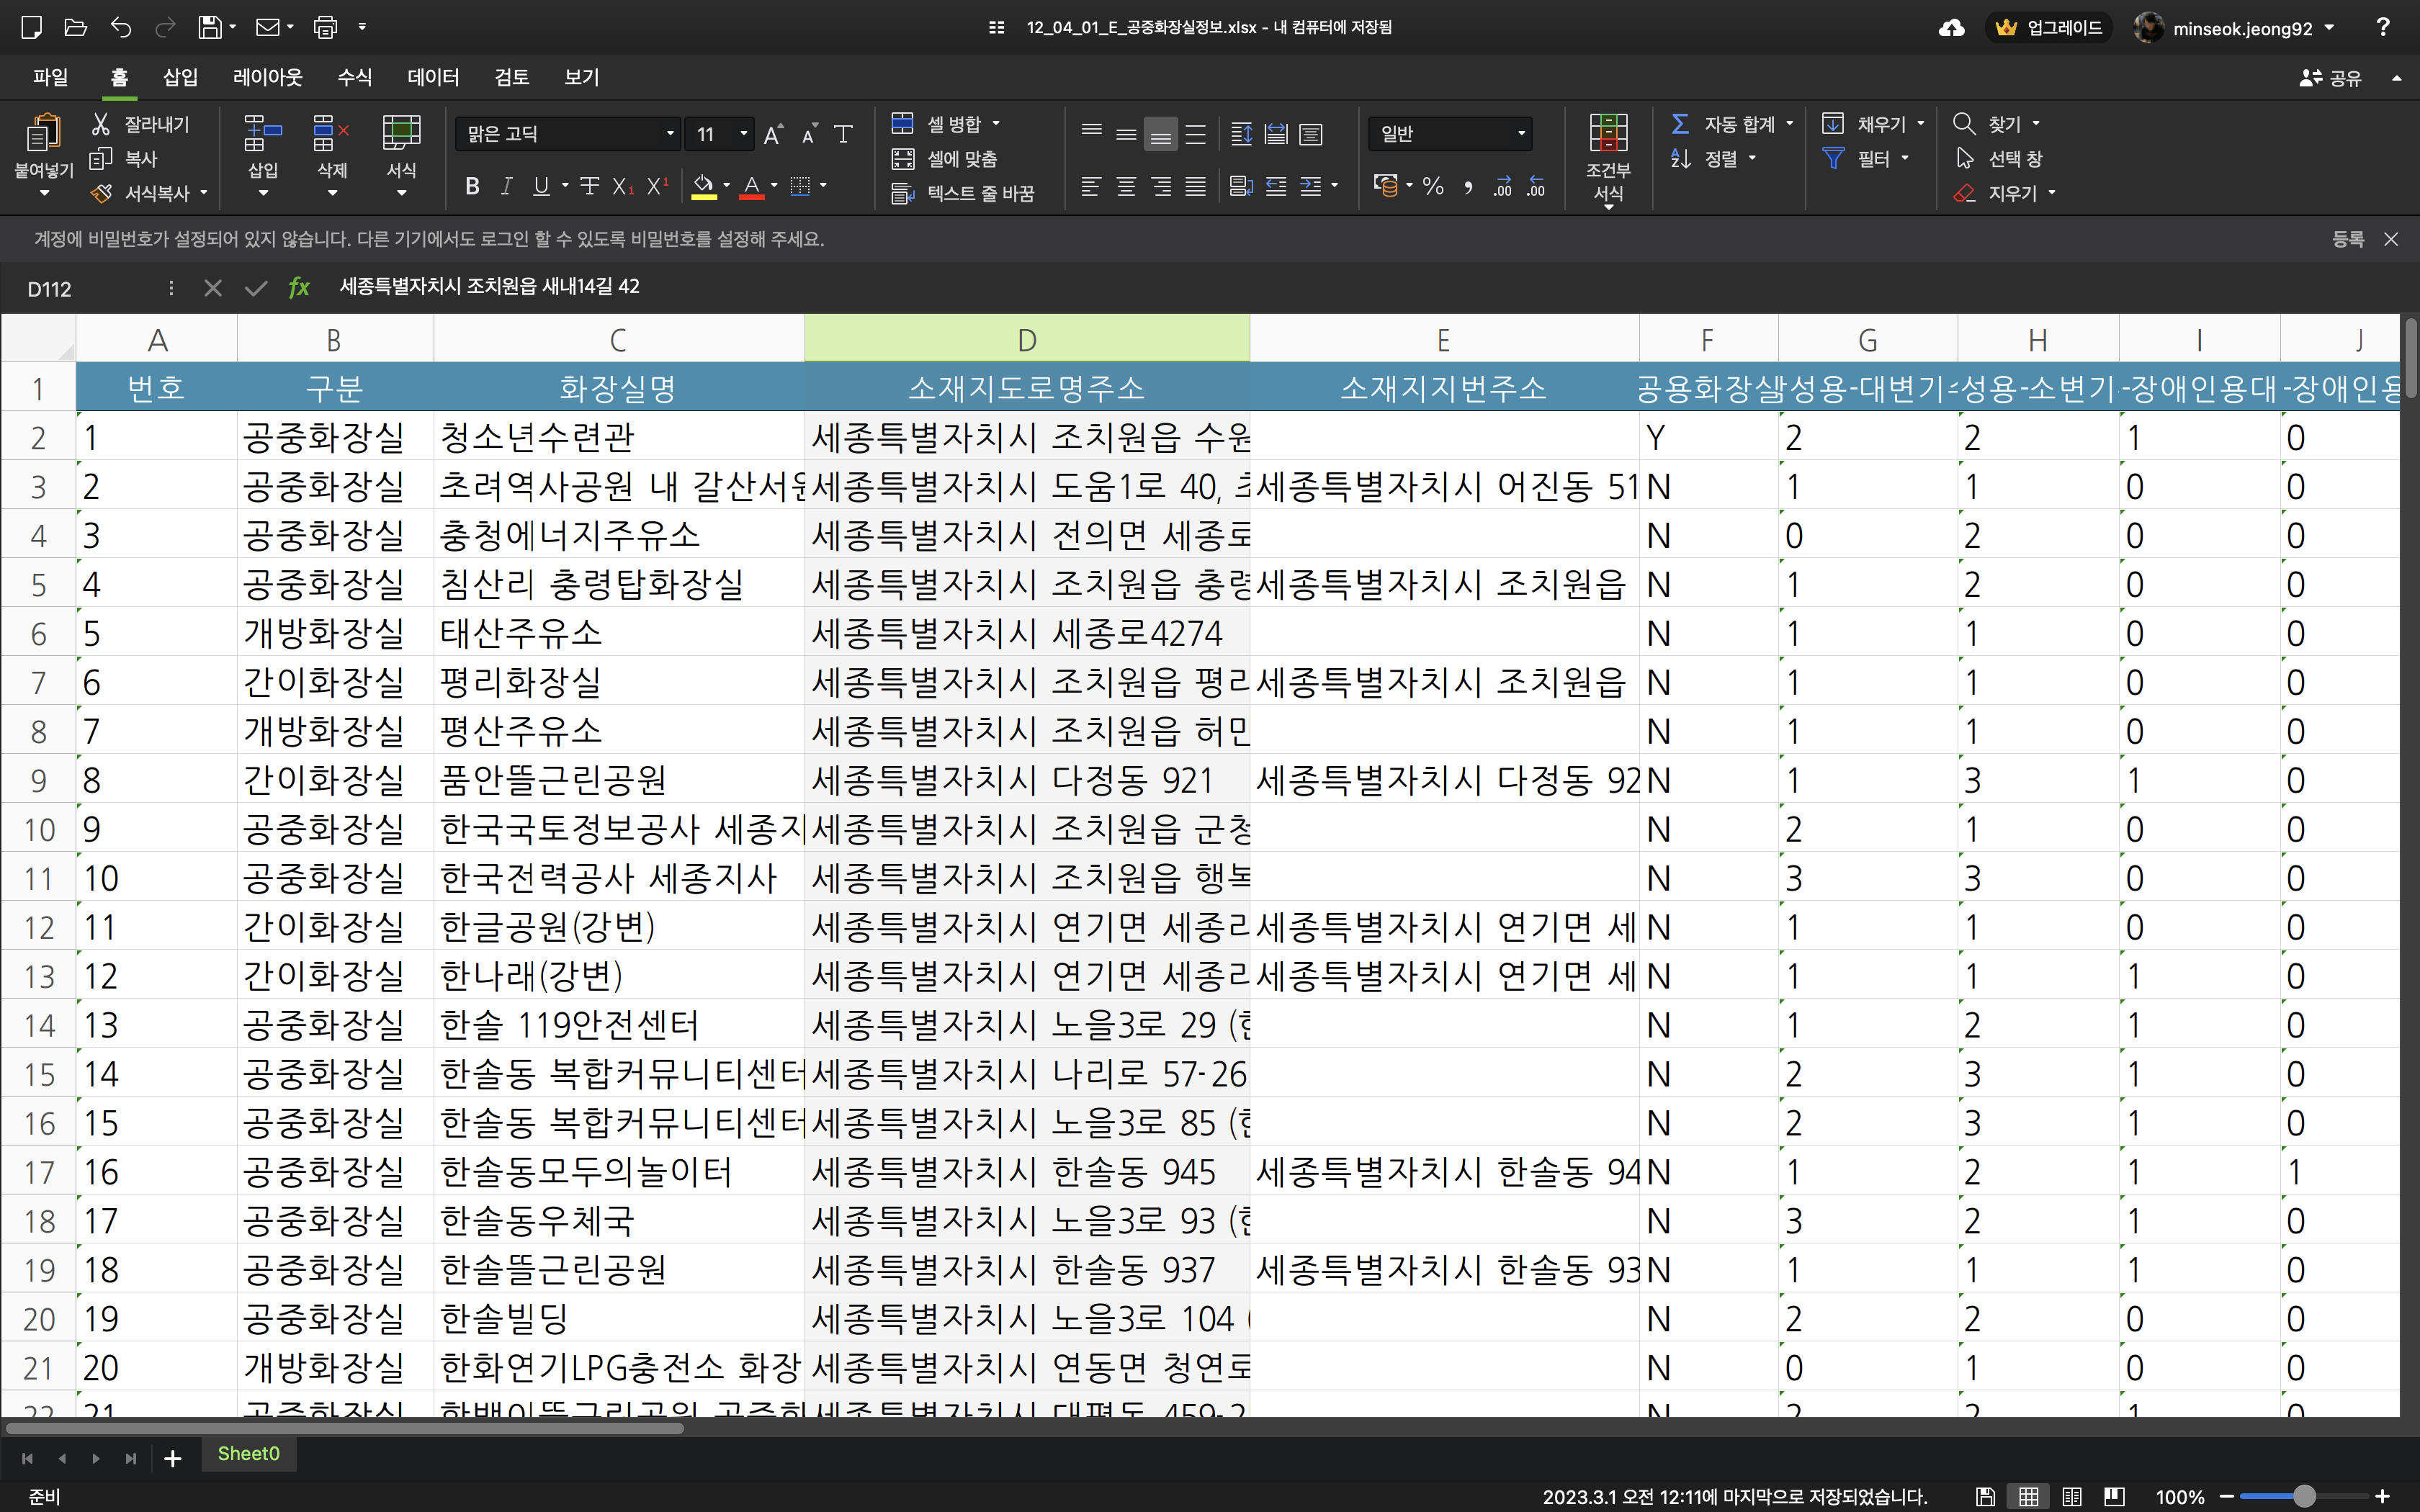 12_04_01_E_공중화장실정보.xlsx - 내 컴퓨터에 저장됨
업그레이드
minseok.jeong92
?
파일 홈 삽입 레이아웃 수식 데이터 검토 보기
공유
붙여넣기
잘라내기
복사
서식복사
삽입
삭제
서식
맑은 고딕
11
셀 병합
셀에 맞춤
텍스트 줄 바꿈
일반
조건부
서식
자동 합계
정렬
채우기
필터
찾기
선택 창
지우기
계정에 비밀번호가 설정되어 있지 않습니다. 다른 기기에서도 로그인 할 수 있도록 비밀번호를 설정해 주세요.
등록
D112
fx
세종특별자치시 조치원읍 새내14길 42
A B C D E F G H I J
1 번호 구분 화장실명 소재지도로명주소 소재지지번주소 공용화장실 성용-대변기 성용-소변기 -장애인용대 -장애인용
2 1 공중화장실 청소년수련관 세종특별자치시 조치원읍 수원 Y 2 2 1 0
3 2 공중화장실 초려역사공원 내 갈산서원 세종특별자치시 도움1로 40, 초 세종특별자치시 어진동 51 N 1 1 0 0
4 3 공중화장실 충청에너지주유소 세종특별자치시 전의면 세종로 N 0 2 0 0
5 4 공중화장실 침산리 충령탑화장실 세종특별자치시 조치원읍 충령 세종특별자치시 조치원읍 N 1 2 0 0
6 5 개방화장실 태산주유소 세종특별자치시 세종로4274 N 1 1 0 0
7 6 간이화장실 평리화장실 세종특별자치시 조치원읍 평리 세종특별자치시 조치원읍 N 1 1 0 0
8 7 개방화장실 평산주유소 세종특별자치시 조치원읍 허만 N 1 1 0 0
9 8 간이화장실 품안뜰근린공원 세종특별자치시 다정동 921 세종특별자치시 다정동 92 N 1 3 1 0
10 9 공중화장실 한국국토정보공사 세종지 세종특별자치시 조치원읍 군청 N 2 1 0 0
11 10 공중화장실 한국전력공사 세종지사 세종특별자치시 조치원읍 행복 N 3 3 0 0
12 11 간이화장실 한글공원(강변) 세종특별자치시 연기면 세종리 세종특별자치시 연기면 세 N 1 1 0 0
13 12 간이화장실 한나래(강변) 세종특별자치시 연기면 세종리 세종특별자치시 연기면 세 N 1 1 1 0
14 13 공중화장실 한솔 119안전센터 세종특별자치시 노을3로 29 (한 N 1 2 1 0
15 14 공중화장실 한솔동 복합커뮤니티센터 세종특별자치시 나리로 57-26 N 2 3 1 0
16 15 공중화장실 한솔동 복합커뮤니티센터 세종특별자치시 노을3로 85 (한 N 2 3 1 0
17 16 공중화장실 한솔동모두의놀이터 세종특별자치시 한솔동 945 세종특별자치시 한솔동 94 N 1 2 1 1
18 17 공중화장실 한솔동우체국 세종특별자치시 노을3로 93 (한 N 3 2 1 0
19 18 공중화장실 한솔뜰근린공원 세종특별자치시 한솔동 937 세종특별자치시 한솔동 93 N 1 1 1 0
20 19 공중화장실 한솔빌딩 세종특별자치시 노을3로 104 ( N 2 2 0 0
21 20 개방화장실 한화연기LPG충전소 화장 세종특별자치시 연동면 청연로 N 0 1 0 0
22 21 공중화장실 세종특별자치시 대평동 459-2 N 2 2 1 0
Sheet0
준비
2023.3.1 오전 12:11에 마지막으로 저장되었습니다.
100%